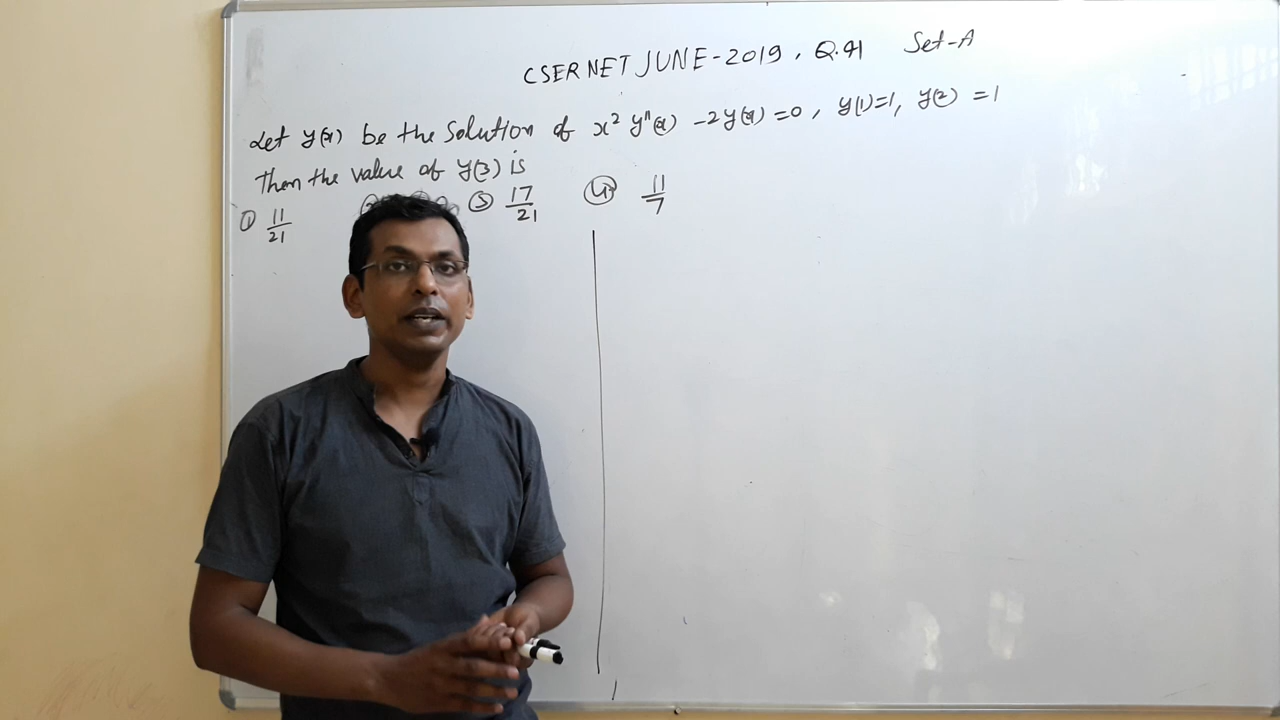 CSER NET JUNE-2019, Q.41 Set-A
Let y(x) be the solution of x² y"(x) -2y(x) =0, y(1)=1, y(2) =1
Then the value of y(3) is
① 11/21 ③ 17/21 ④ 11/7